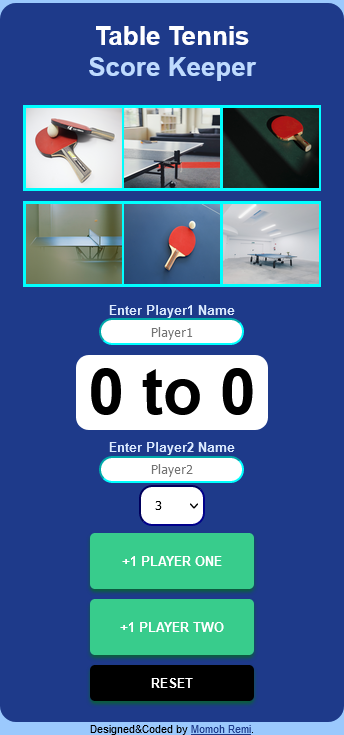 Table Tennis
Score Keeper
Enter Player1 Name
Player1
0 to 0
Enter Player2 Name
Player2
3
+1 PLAYER ONE
+1 PLAYER TWO
RESET
Designed&Coded by Momoh Remi.